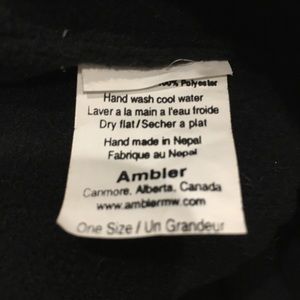 100% Polyester
Hand wash cool water
Laver a la main a l'eau froide
Dry flat/Secher a plat
Hand made in Nepal
Fabrique au Nepal
Ambler
Canmore, Alberta, Canada
www.amblermw.com
One Size / Un Grandeur